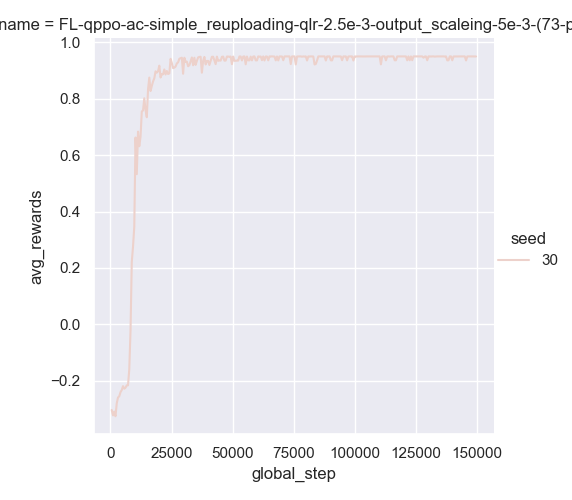 name = FL-qppo-ac-simple_reuploading-qlr-2.5e-3-output_scaleing-5e-3-(73-p
1.0
0.8
0.6
0.4
0.2
0.0
−0.2
avg_rewards
0 25000 50000 75000 100000 125000 150000
global_step
seed
30